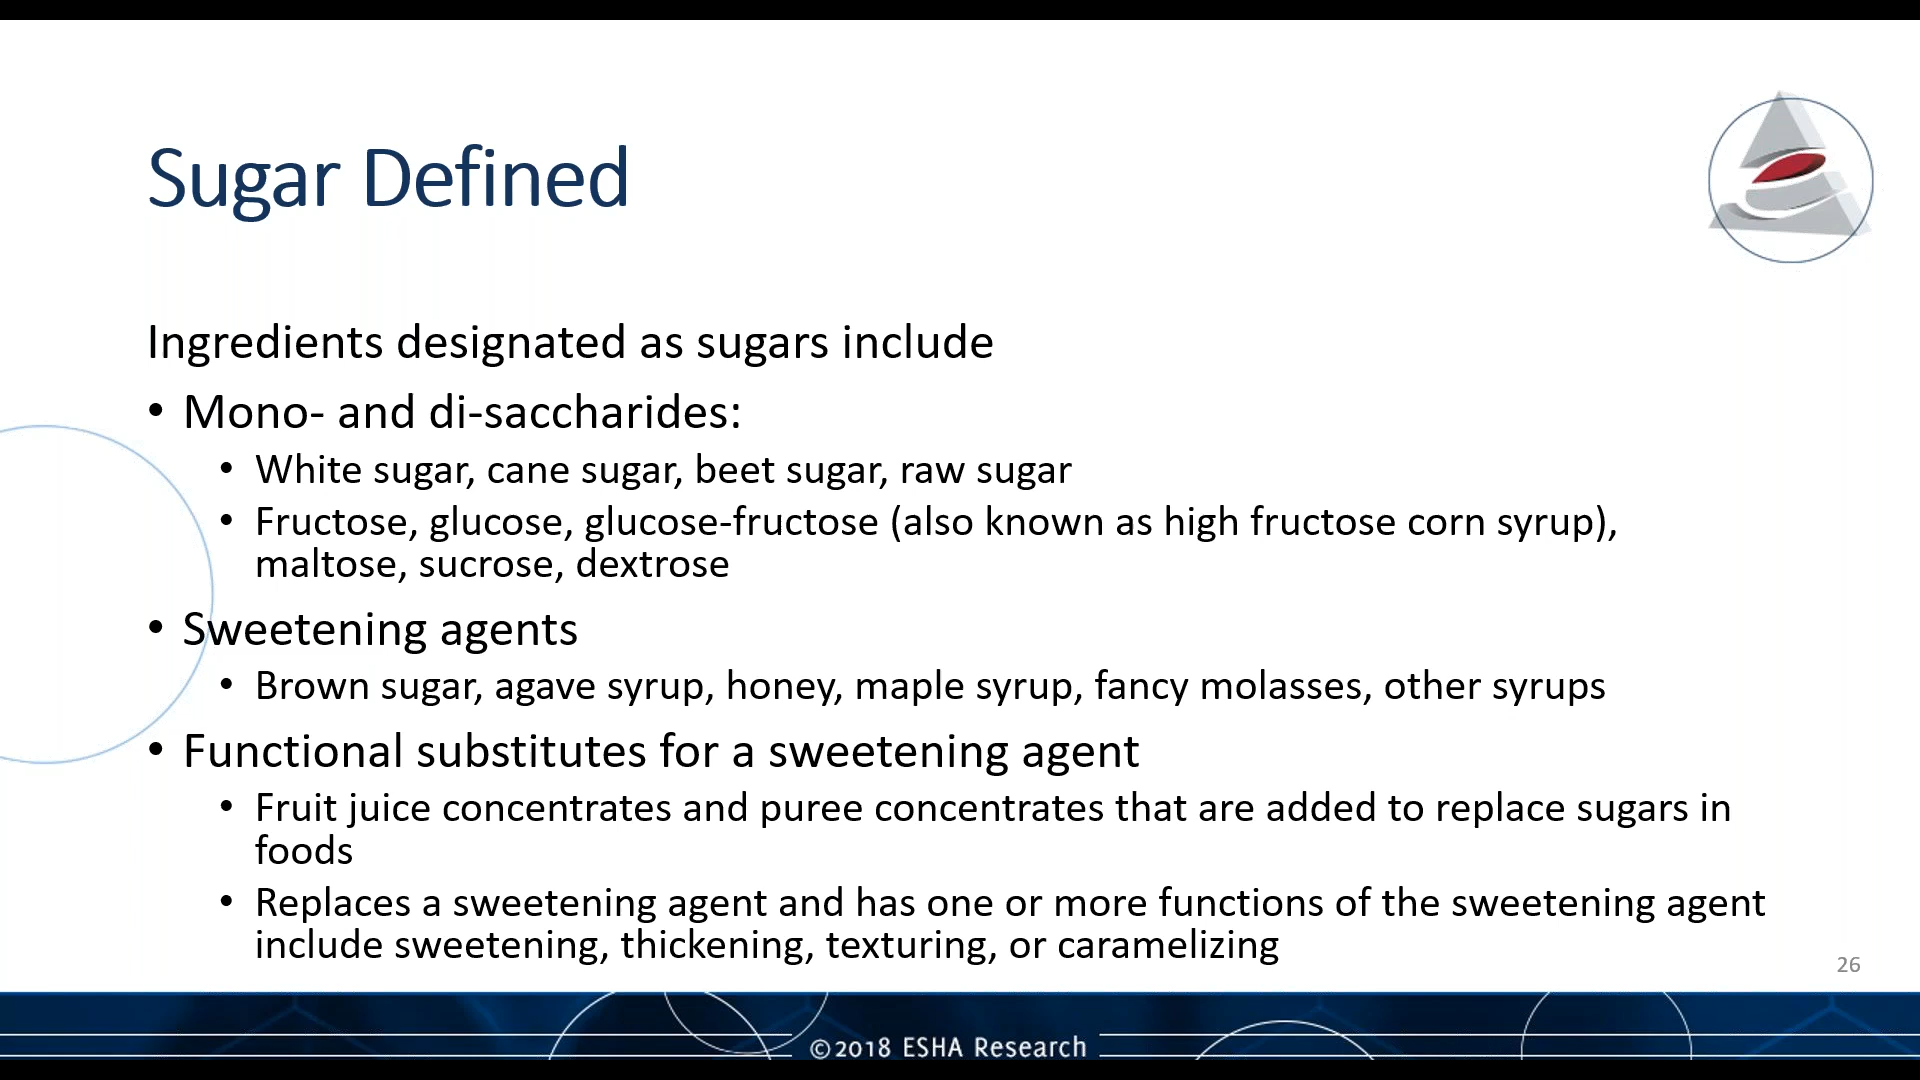 Sugar Defined
Ingredients designated as sugars include
• Mono- and di-saccharides:
• White sugar, cane sugar, beet sugar, raw sugar
• Fructose, glucose, glucose-fructose (also known as high fructose corn syrup),
maltose, sucrose, dextrose
• Sweetening agents
• Brown sugar, agave syrup, honey, maple syrup, fancy molasses, other syrups
• Functional substitutes for a sweetening agent
• Fruit juice concentrates and puree concentrates that are added to replace sugars in
foods
• Replaces a sweetening agent and has one or more functions of the sweetening agent
include sweetening, thickening, texturing, or caramelizing
26
©2018 ESHA Research